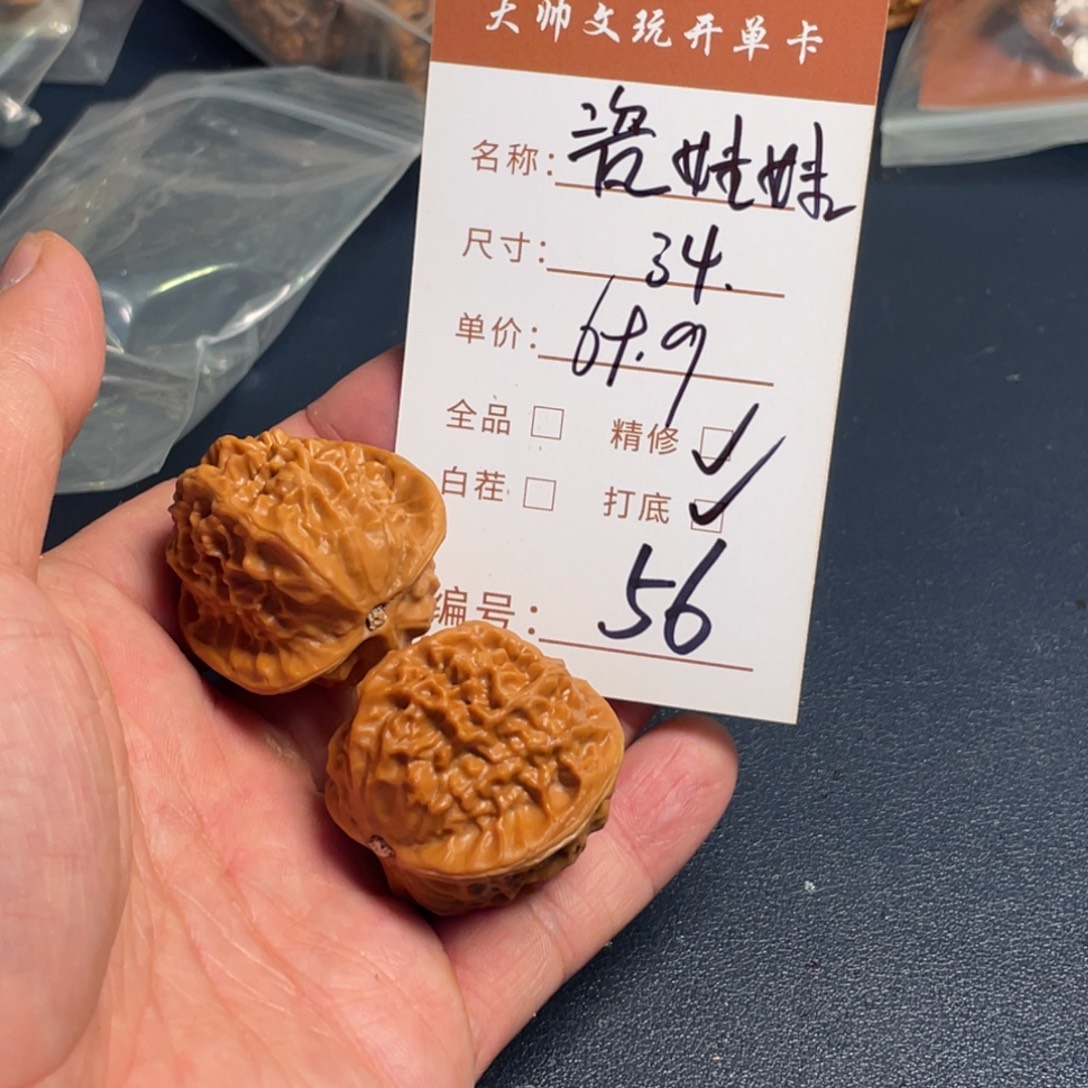 大帅文玩开单卡
名称：瓷娃娃
尺寸：34.
单价：
全品 □ 精修 ☑
白茬 □ 打底 ☑
编号：56